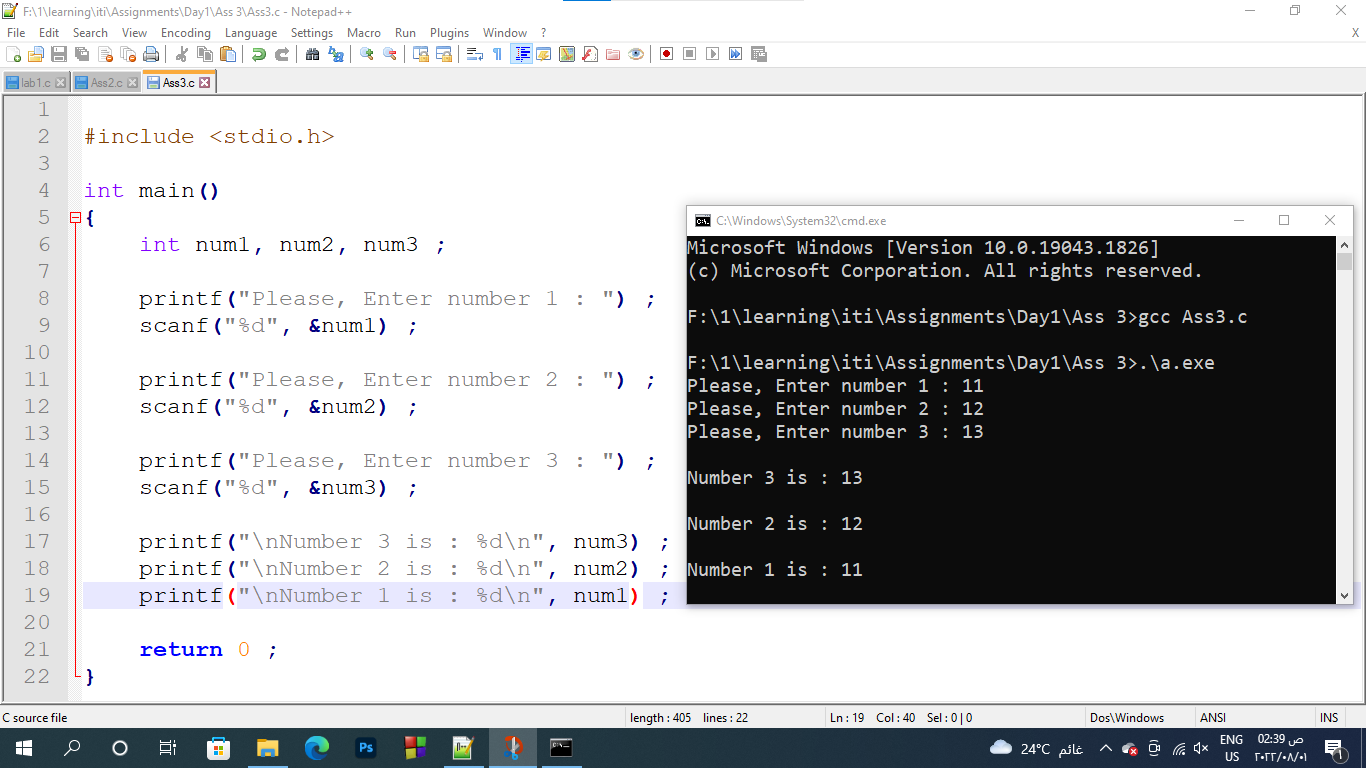 F:\1\learning\iti\Assignments\Day1\Ass 3\Ass3.c - Notepad++
File Edit Search View Encoding Language Settings Macro Run Plugins Window ? X
lab1.c Ass2.c Ass3.c
1
2 #include <stdio.h>
3
4 int main()
5 {
6 int num1, num2, num3 ;
7
8 printf("Please, Enter number 1 : ") ;
9 scanf("%d", &num1) ;
10
11 printf("Please, Enter number 2 : ") ;
12 scanf("%d", &num2) ;
13
14 printf("Please, Enter number 3 : ") ;
15 scanf("%d", &num3) ;
16
17 printf("\nNumber 3 is : %d\n", num3) ;
18 printf("\nNumber 2 is : %d\n", num2) ;
19 printf("\nNumber 1 is : %d\n", num1) ;
20
21 return 0 ;
22 }
C:\Windows\System32\cmd.exe
Microsoft Windows [Version 10.0.19043.1826]
(c) Microsoft Corporation. All rights reserved.
F:\1\learning\iti\Assignments\Day1\Ass 3>gcc Ass3.c
F:\1\learning\iti\Assignments\Day1\Ass 3>.\a.exe
Please, Enter number 1 : 11
Please, Enter number 2 : 12
Please, Enter number 3 : 13
Number 3 is : 13
Number 2 is : 12
Number 1 is : 11
C source file length : 405 lines : 22 Ln : 19 Col : 40 Sel : 0 | 0 Dos\Windows ANSI INS
Ps
24°C غائم
ENG
US
02:39 ص
٢٠٢٢/٠٨/٠١
1